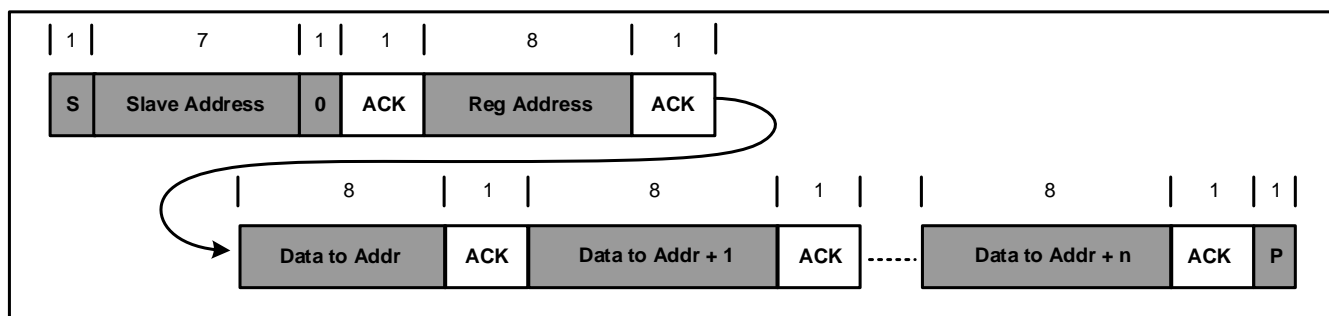 1 7 1 1 8 1
S Slave Address 0 ACK Reg Address ACK
8 1 8 1 8 1 1
Data to Addr ACK Data to Addr + 1 ACK Data to Addr + n ACK P